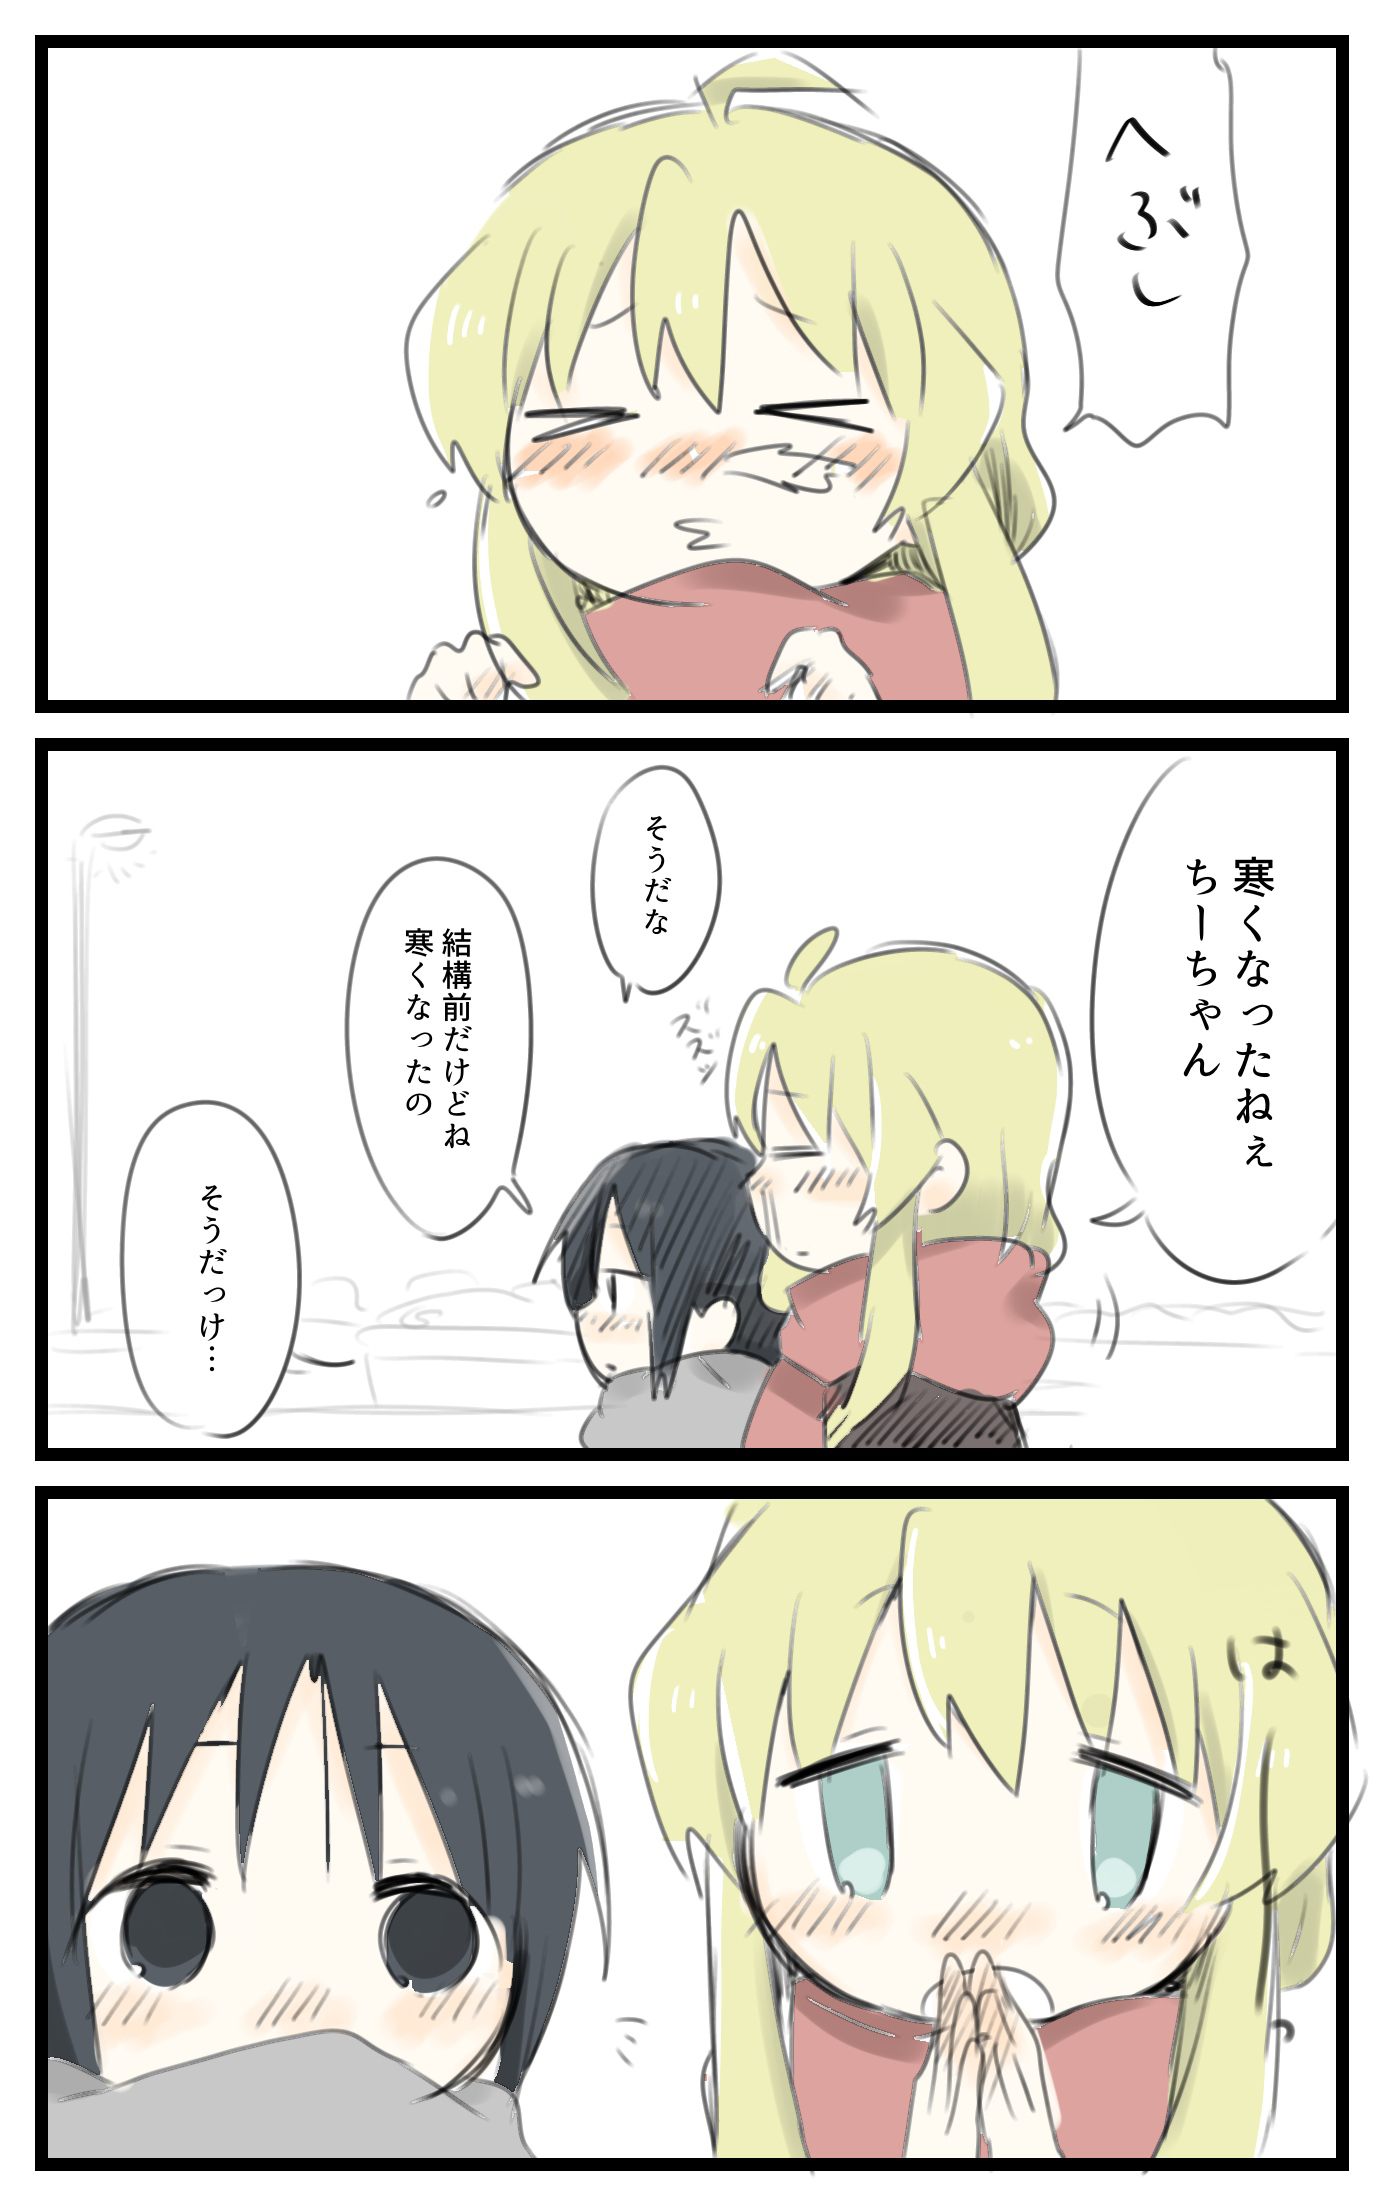 へぶし
寒くなったねぇ
ちーちゃん
そうだな
ズズッ
結構前だけどね
寒くなったの
そうだっけ…
はーっ